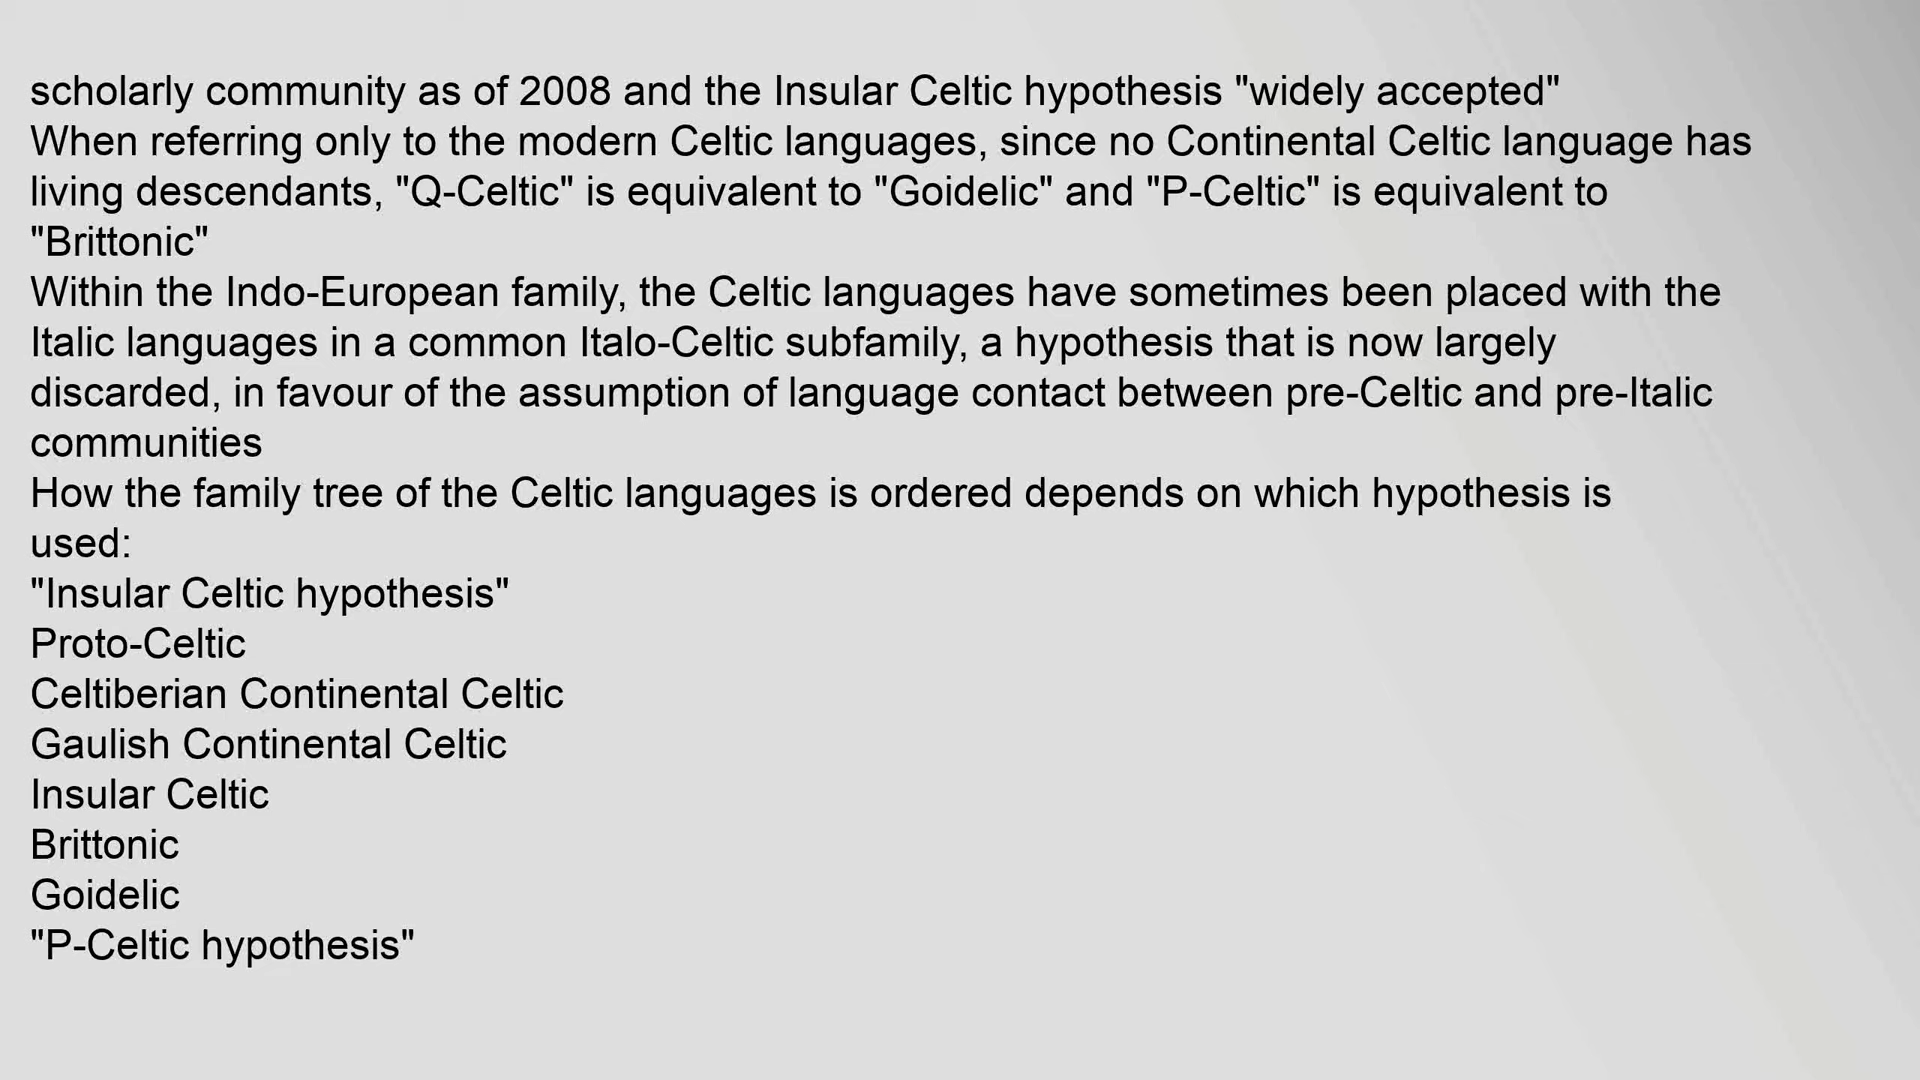 scholarly community as of 2008 and the Insular Celtic hypothesis "widely accepted"
When referring only to the modern Celtic languages, since no Continental Celtic language has
living descendants, "Q-Celtic" is equivalent to "Goidelic" and "P-Celtic" is equivalent to
"Brittonic"
Within the Indo-European family, the Celtic languages have sometimes been placed with the
Italic languages in a common Italo-Celtic subfamily, a hypothesis that is now largely
discarded, in favour of the assumption of language contact between pre-Celtic and pre-Italic
communities
How the family tree of the Celtic languages is ordered depends on which hypothesis is
used:
"Insular Celtic hypothesis"
Proto-Celtic
Celtiberian Continental Celtic
Gaulish Continental Celtic
Insular Celtic
Brittonic
Goidelic
"P-Celtic hypothesis"